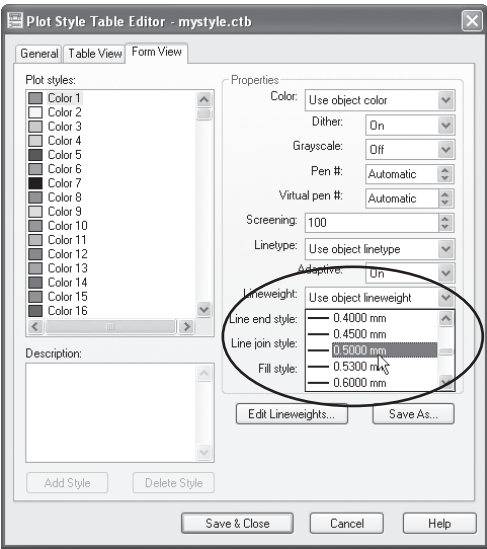 Plot Style Table Editor - mystyle.ctb
General Table View Form View
Plot styles:
Color 1
Color 2
Color 3
Color 4
Color 5
Color 6
Color 7
Color 8
Color 9
Color 10
Color 11
Color 12
Color 13
Color 14
Color 15
Color 16
Description:
Add Style Delete Style
Properties
Color: Use object color
Dither: On
Grayscale: Off
Pen #: Automatic
Virtual pen #: Automatic
Screening: 100
Linetype: Use object linetype
Adaptive: On
Lineweight: Use object lineweight
Line end style: 0.4000 mm
0.4500 mm
Line join style: 0.5000 mm
Fill style: 0.5300 mm
0.6000 mm
Edit Lineweights... Save As...
Save & Close Cancel Help